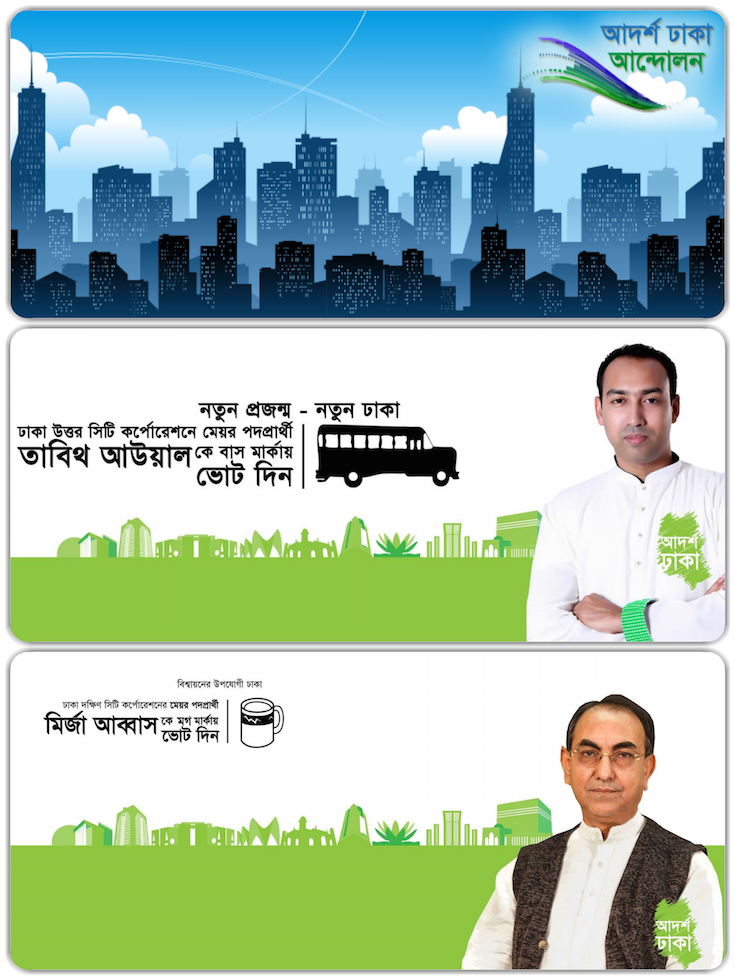 আদর্শ ঢাকা
আন্দোলন
নতুন প্রজন্ম - নতুন ঢাকা
ঢাকা উত্তর সিটি কর্পোরেশনে মেয়র পদপ্রার্থী
তাবিথ আউয়াল কে বাস মার্কায়
ভোট দিন
আদর্শ
ঢাকা
বিশ্বায়নের উপযোগী ঢাকা
ঢাকা দক্ষিণ সিটি কর্পোরেশনের মেয়র পদপ্রার্থী
মির্জা আব্বাস কে মগ মার্কায়
ভোট দিন
আদর্শ
ঢাকা